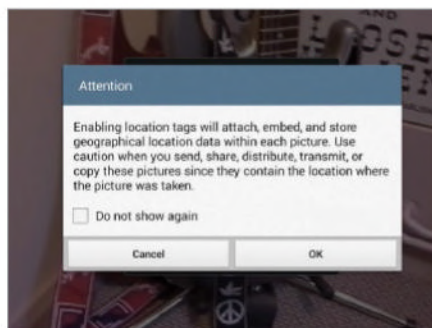 AND
LOOSE
Attention
Enabling location tags will attach, embed, and store
geographical location data within each picture. Use
caution when you send, share, distribute, transmit, or
copy these pictures since they contain the location where
the picture was taken.
Do not show again
Cancel
OK